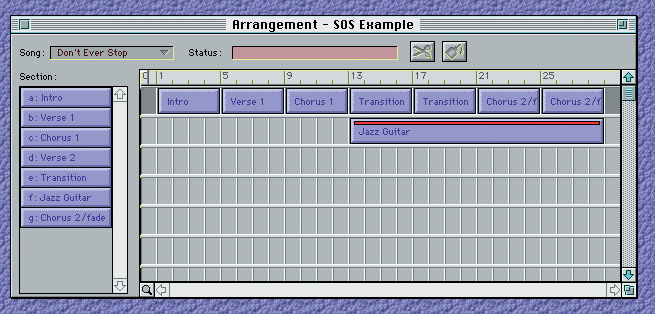 Arrangement - SOS Example
Song: Don't Ever Stop Status:
Section:
a: Intro
b: Verse 1
c: Chorus 1
d: Verse 2
e: Transition
f: Jazz Guitar
g: Chorus 2/fade
C 1 5 9 13 17 21 25
Intro Verse 1 Chorus 1 Transition Transition Chorus 2/f Chorus 2/f
Jazz Guitar